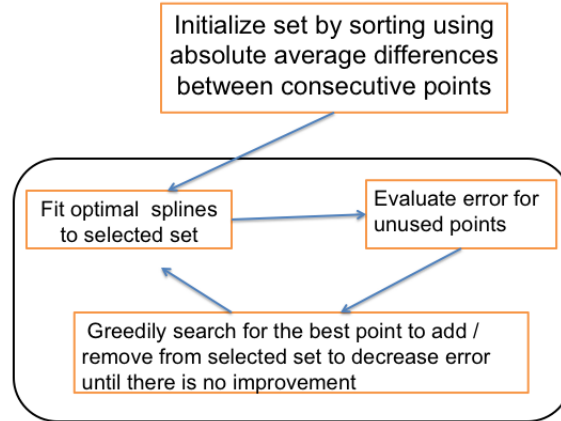 Initialize set by sorting using
absolute average differences
between consecutive points
Fit optimal splines
to selected set
Evaluate error for
unused points
Greedily search for the best point to add /
remove from selected set to decrease error
until there is no improvement